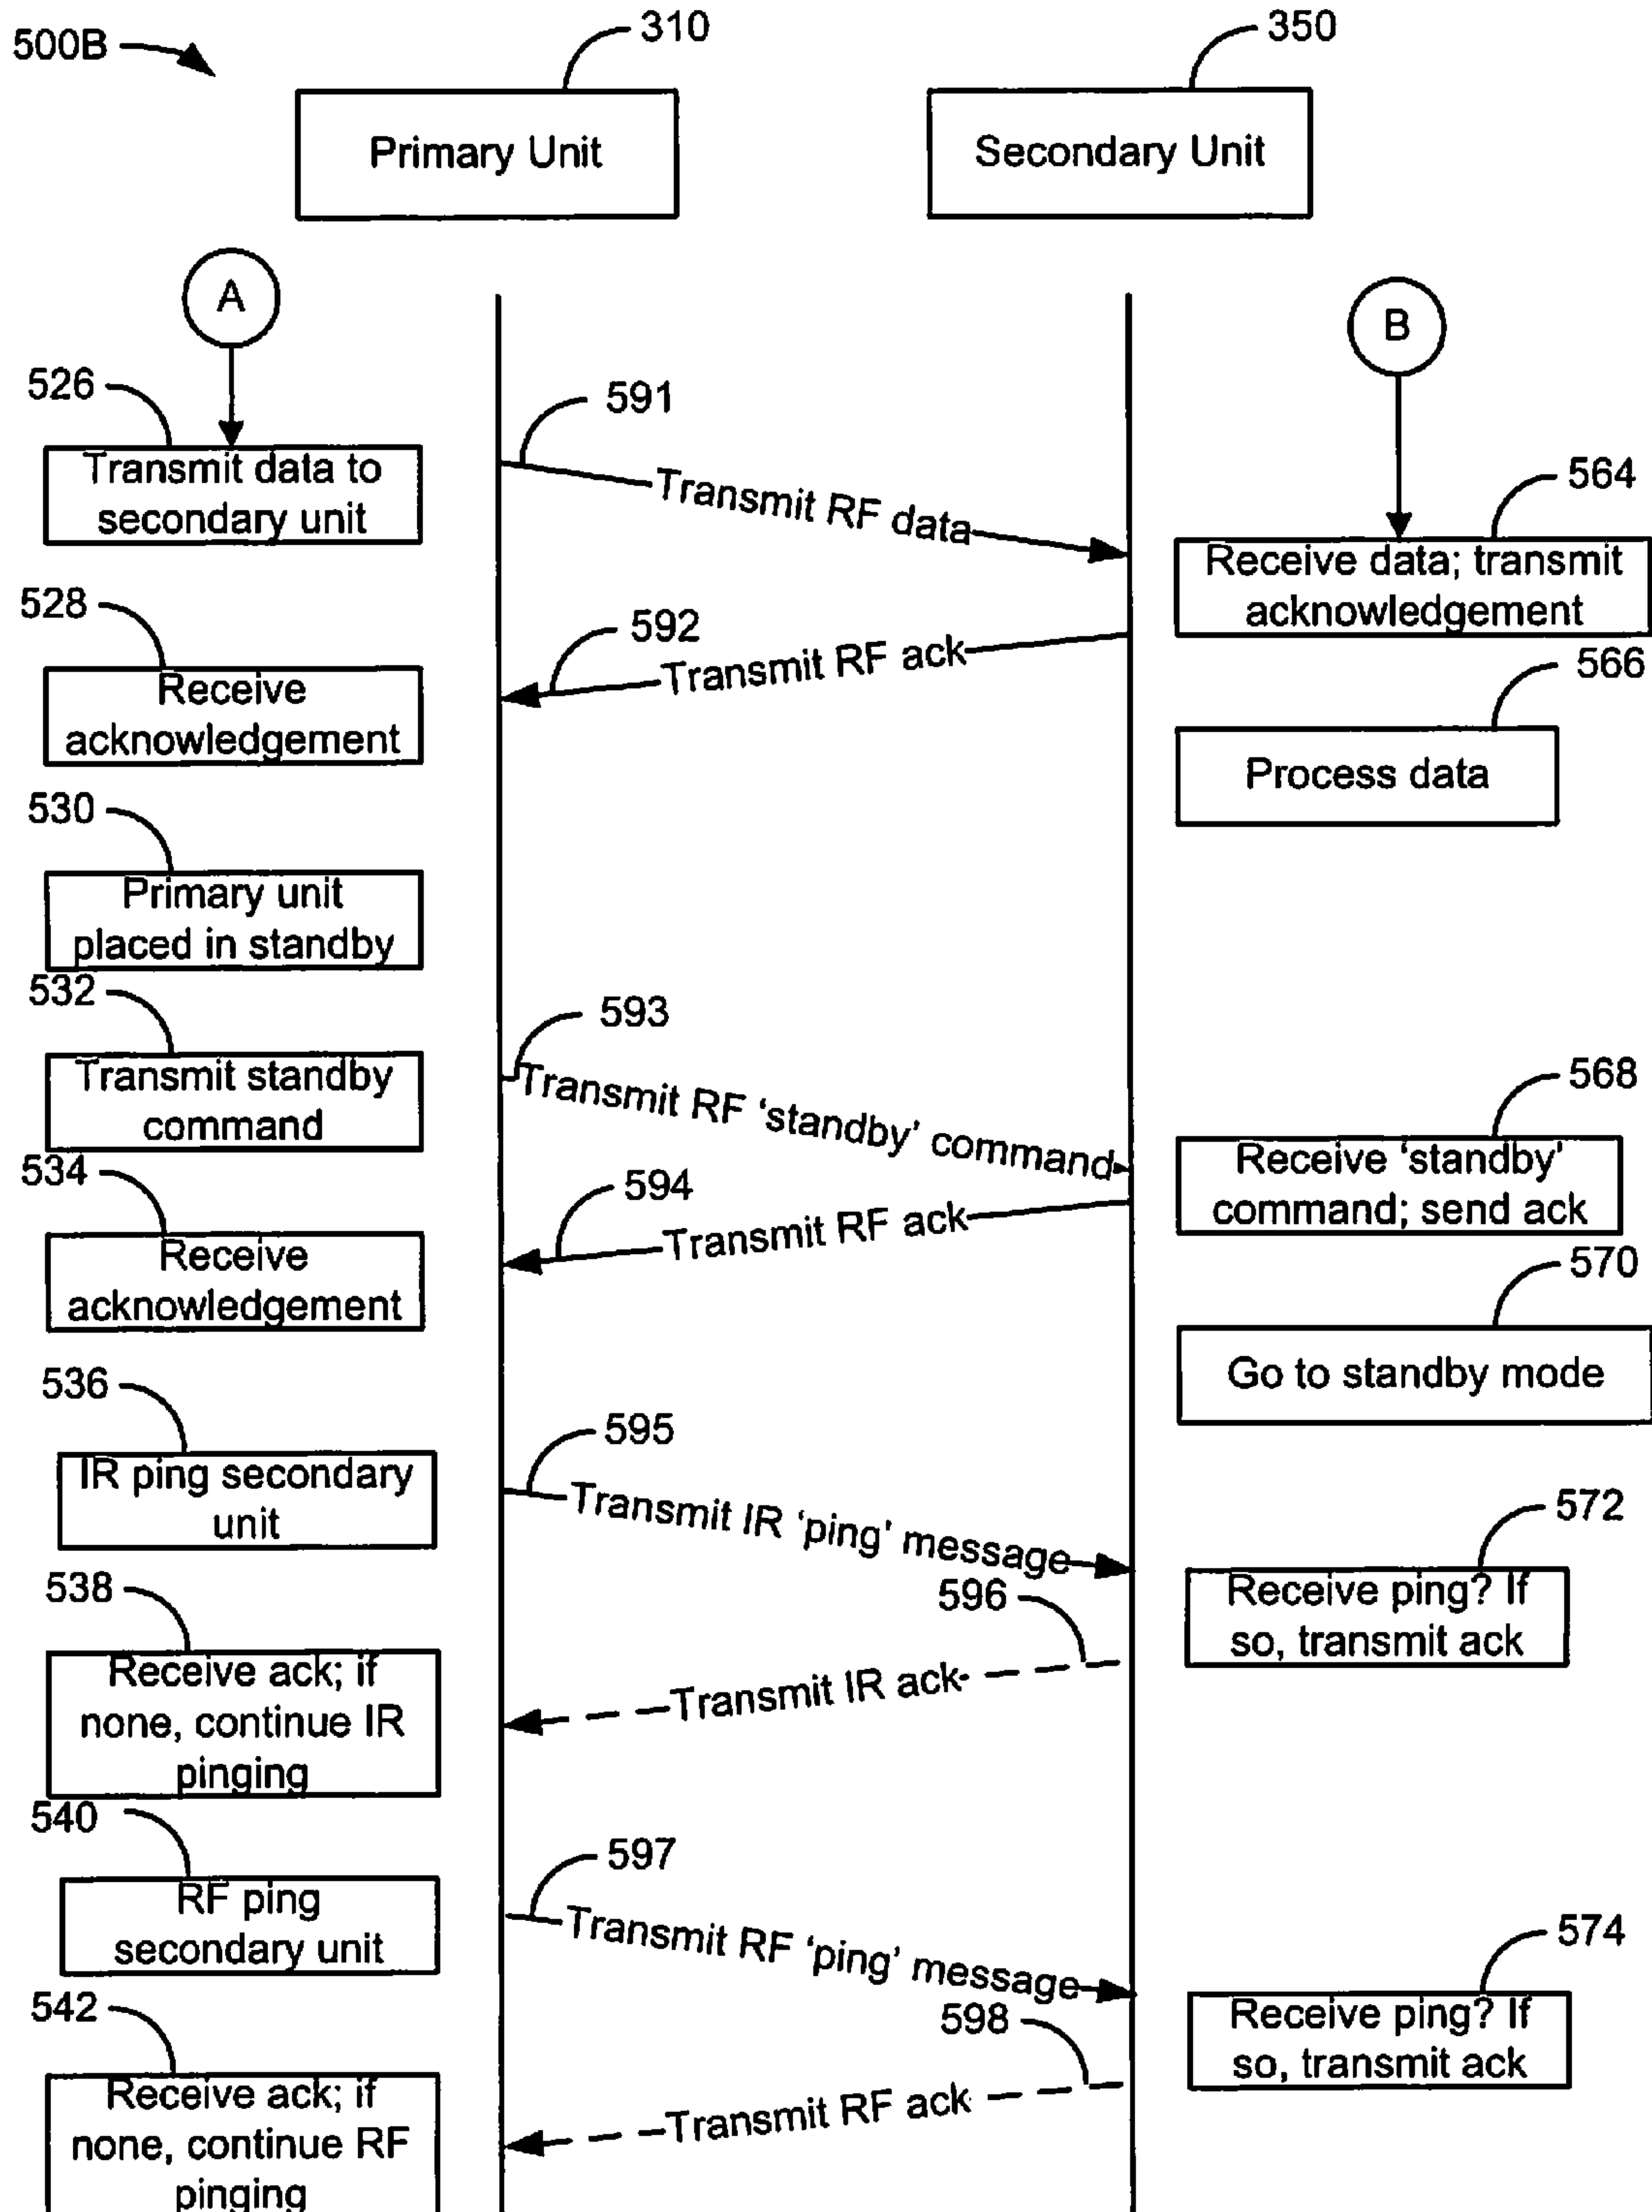 500B
310
350
Primary Unit
Secondary Unit
A
B
526
591
Transmit data to
secondary unit
Transmit RF data
564
Receive data; transmit
acknowledgement
528
592
Transmit RF ack
Receive
acknowledgement
566
Process data
530
Primary unit
placed in standby
532
593
Transmit standby
command
Transmit RF ‘standby’ command
568
Receive ‘standby’
command; send ack
534
594
Transmit RF ack
Receive
acknowledgement
570
Go to standby mode
536
595
IR ping secondary
unit
Transmit IR ‘ping’ message
572
Receive ping? If
so, transmit ack
538
596
Receive ack; if
none, continue IR
pinging
Transmit IR ack
540
597
RF ping
secondary unit
Transmit RF ‘ping’ message
574
Receive ping? If
so, transmit ack
542
598
Receive ack; if
none, continue RF
pinging
Transmit RF ack